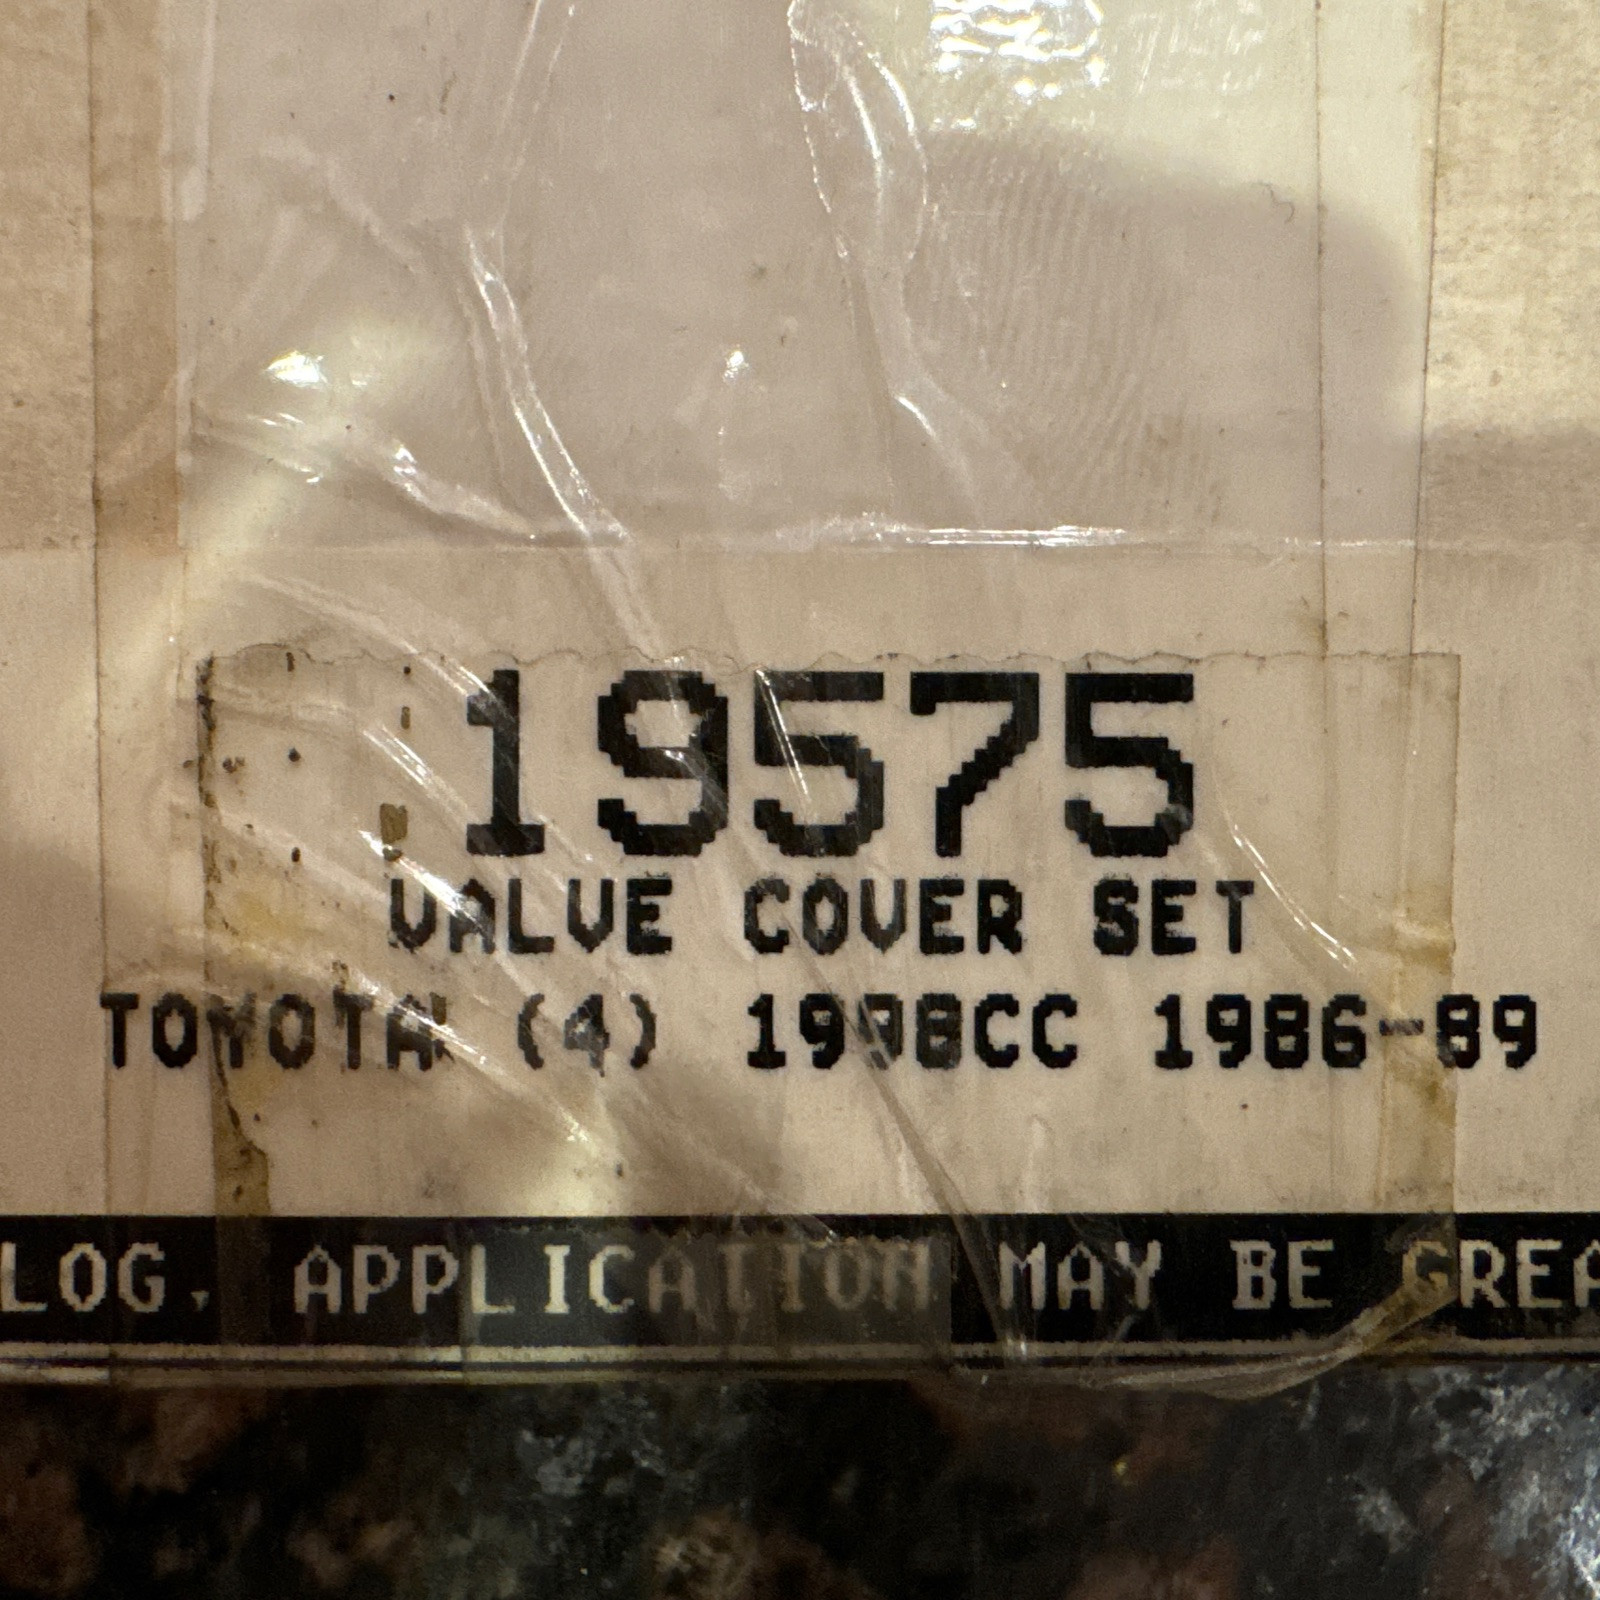 19575
VALVE COVER SET
TOYOTA (4) 1998CC 1986-89
LOG. APPLICATION MAY BE GREA